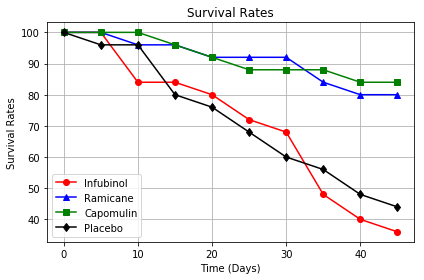 Survival Rates
100
90
80
70
60
50
40
Survival Rates
Infubinol
Ramicane
Capomulin
Placebo
0
10
20
30
40
Time (Days)